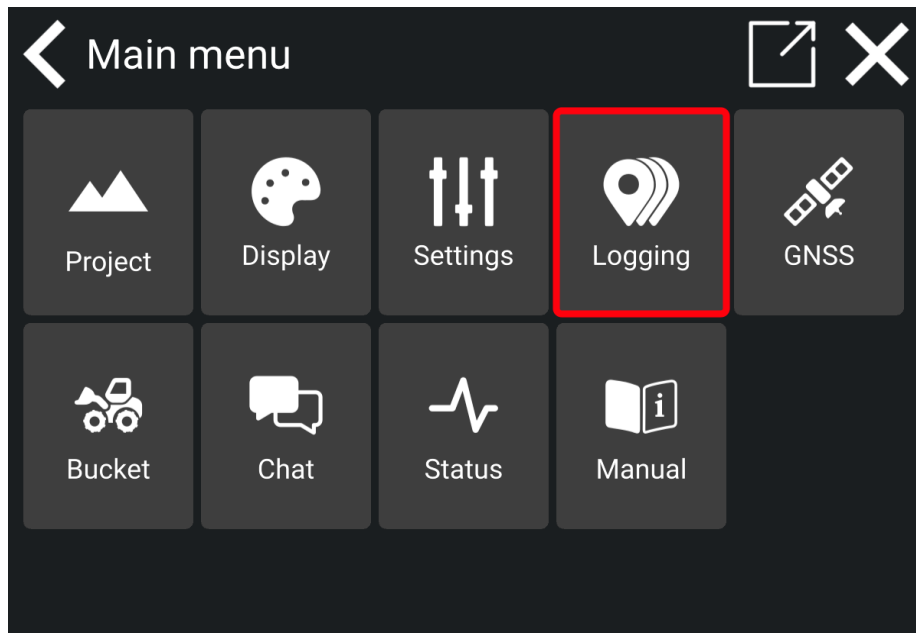 Main menu
Project
Display
Settings
Logging
GNSS
Bucket
Chat
Status
Manual